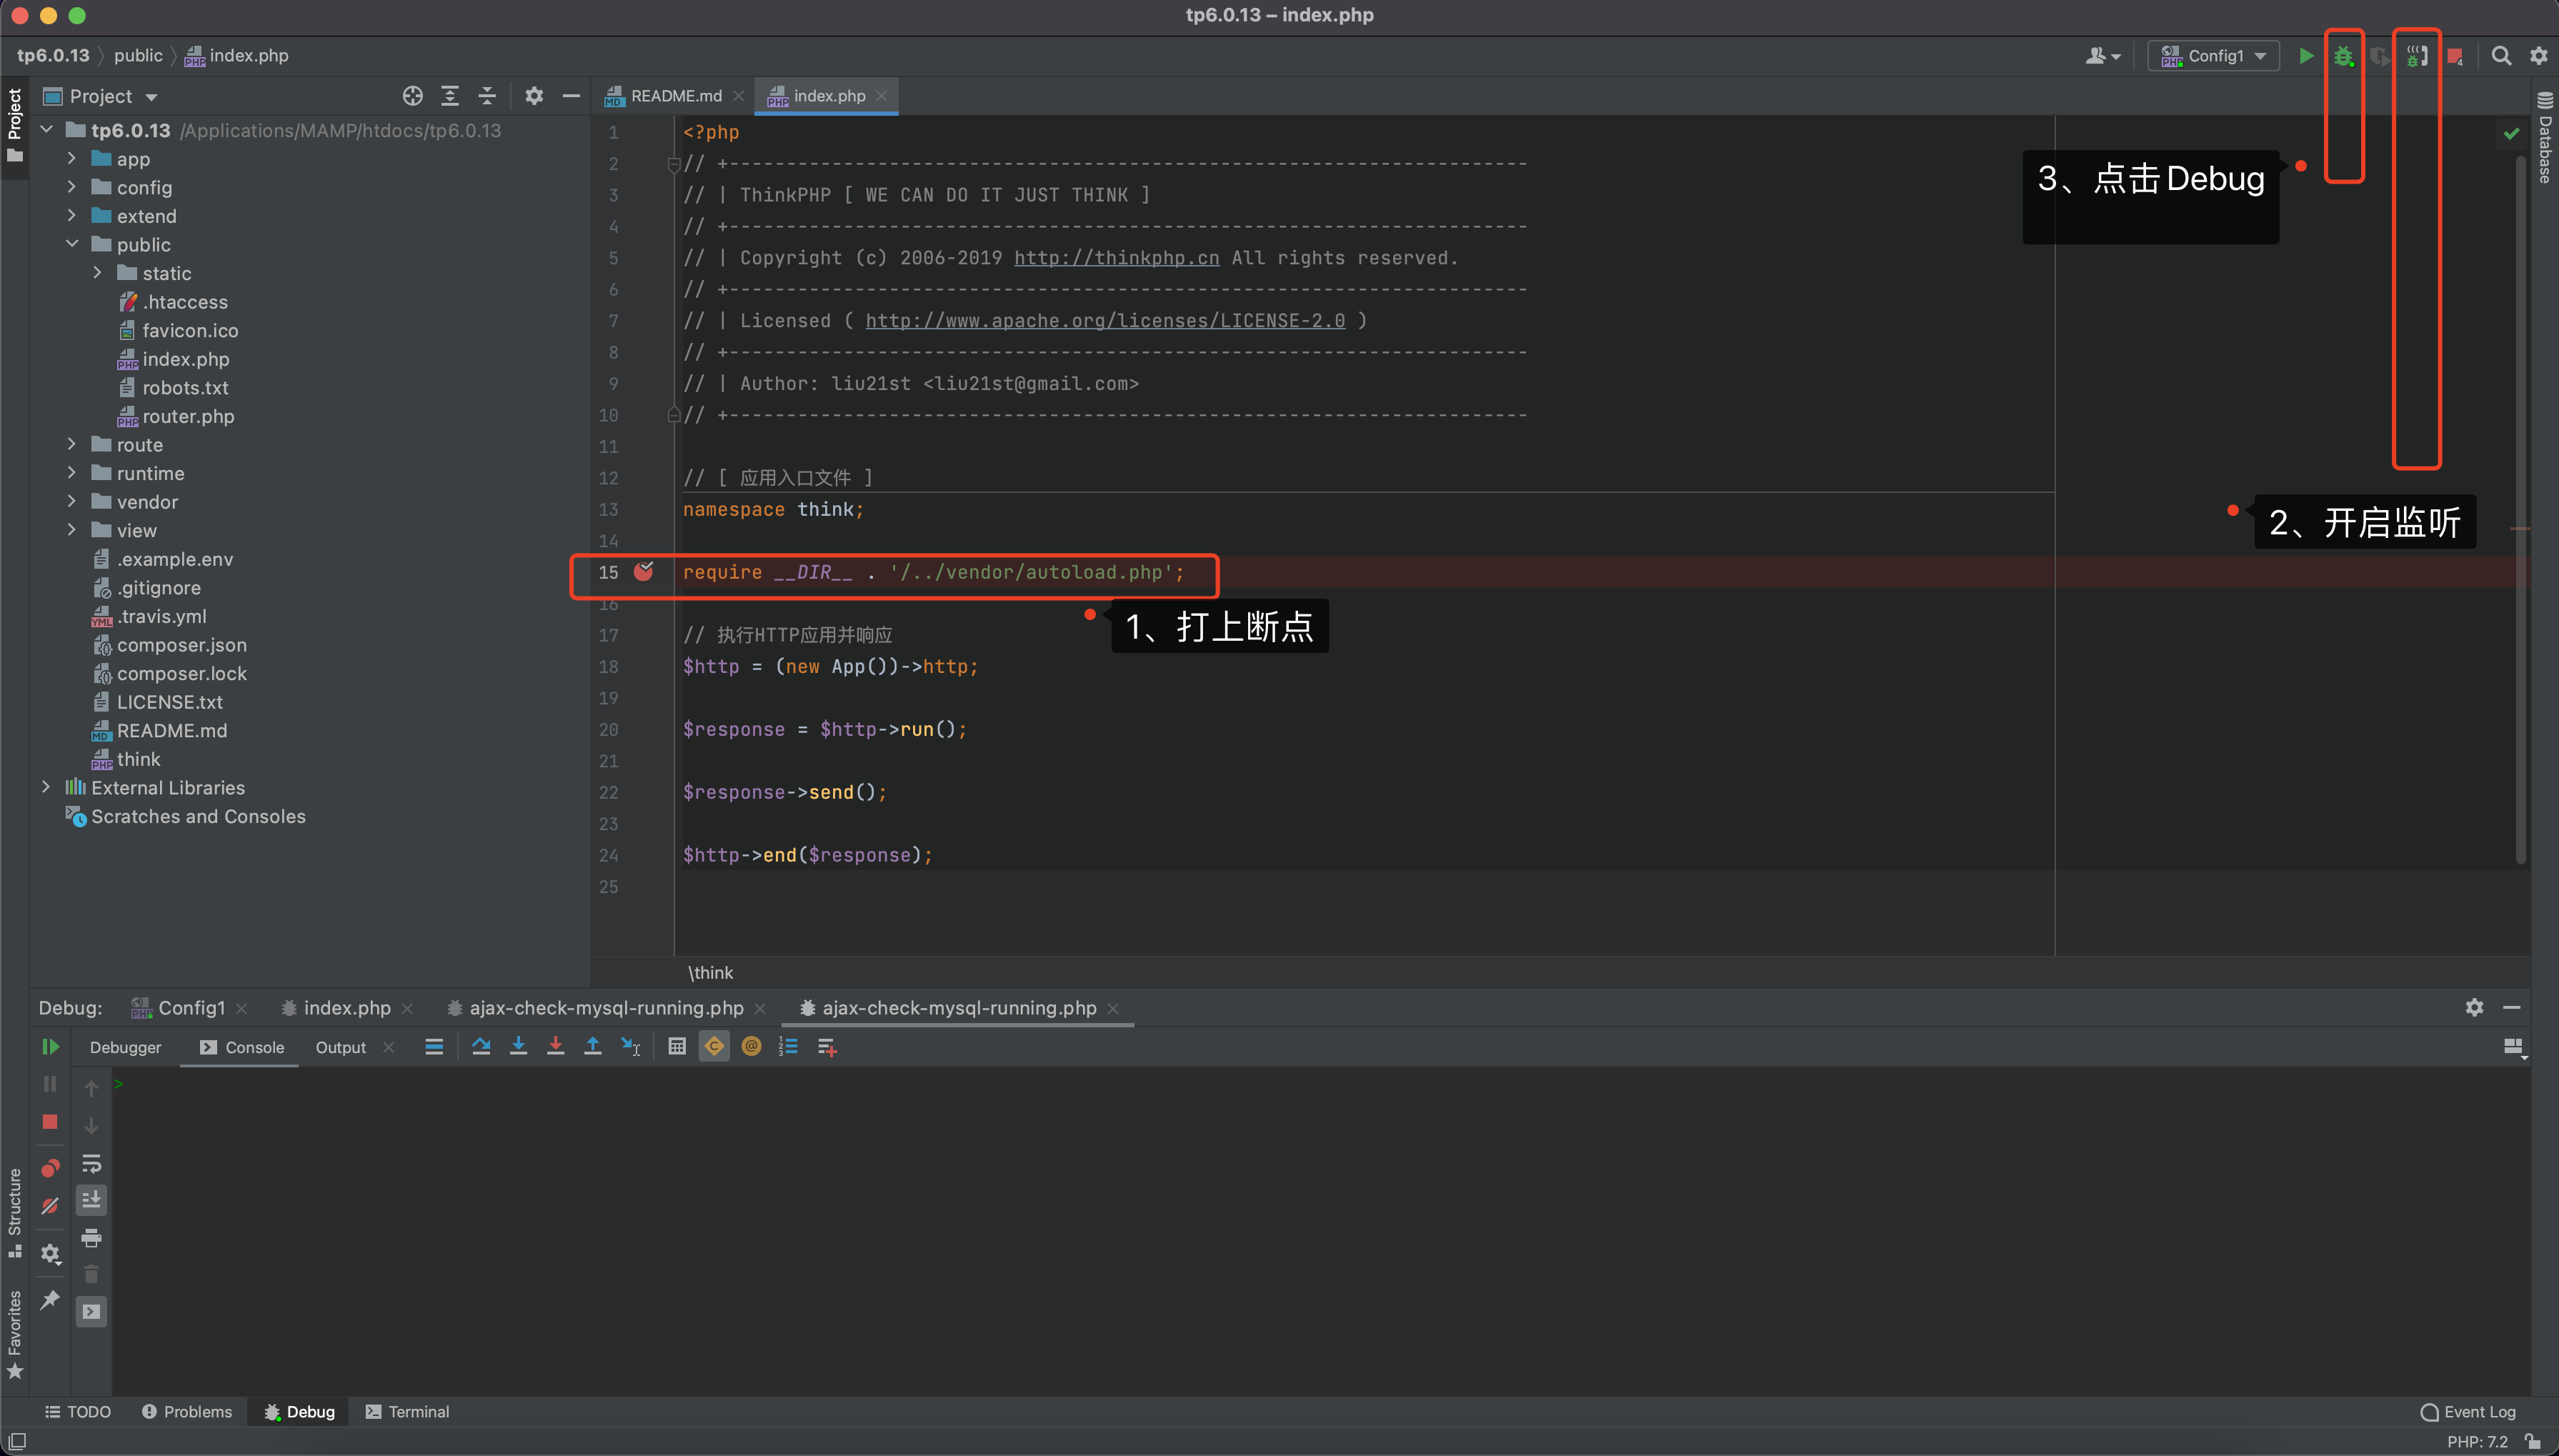 tp6.0.13 – index.php
tp6.0.13 public index.php
Config1
Project
README.md
index.php
Project
Database
tp6.0.13 /Applications/MAMP/htdocs/tp6.0.13
app
config
extend
public
static
.htaccess
favicon.ico
index.php
robots.txt
router.php
route
runtime
vendor
view
.example.env
.gitignore
.travis.yml
composer.json
composer.lock
LICENSE.txt
README.md
think
External Libraries
Scratches and Consoles
1 <?php
2 // +----------------------------------------------------------------------
3 // | ThinkPHP [ WE CAN DO IT JUST THINK ]
4 // +----------------------------------------------------------------------
5 // | Copyright (c) 2006-2019 http://thinkphp.cn All rights reserved.
6 // +----------------------------------------------------------------------
7 // | Licensed ( http://www.apache.org/licenses/LICENSE-2.0 )
8 // +----------------------------------------------------------------------
9 // | Author: liu21st <liu21st@gmail.com>
10 // +----------------------------------------------------------------------
11
12 // [ 应用入口文件 ]
13 namespace think;
14
15 require __DIR__ . '/../vendor/autoload.php';
16
17 // 执行HTTP应用并响应
18 $http = (new App())->http;
19
20 $response = $http->run();
21
22 $response->send();
23
24 $http->end($response);
25
3、点击Debug
2、开启监听
1、打上断点
\think
Debug: Config1 index.php ajax-check-mysql-running.php ajax-check-mysql-running.php
Debugger Console Output
>
Structure
Favorites
TODO Problems Debug Terminal
Event Log
PHP: 7.2